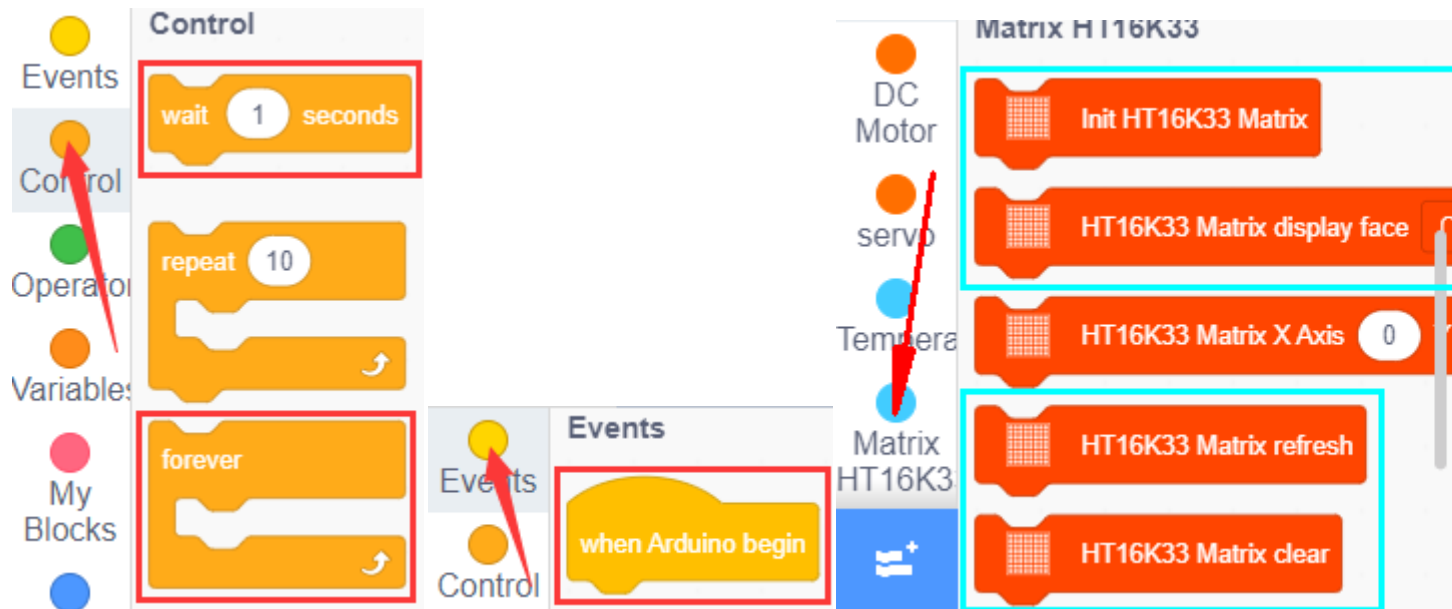 Control
Events
wait 1 seconds
Control
repeat 10
Operator
Variables
forever
My
Blocks
Events
Events
when Arduino begin
Control
Matrix HT16K33
DC
Motor
Init HT16K33 Matrix
servo
HT16K33 Matrix display face
Tempera
HT16K33 Matrix X Axis 0 Y
Matrix
HT16K3
HT16K33 Matrix refresh
HT16K33 Matrix clear